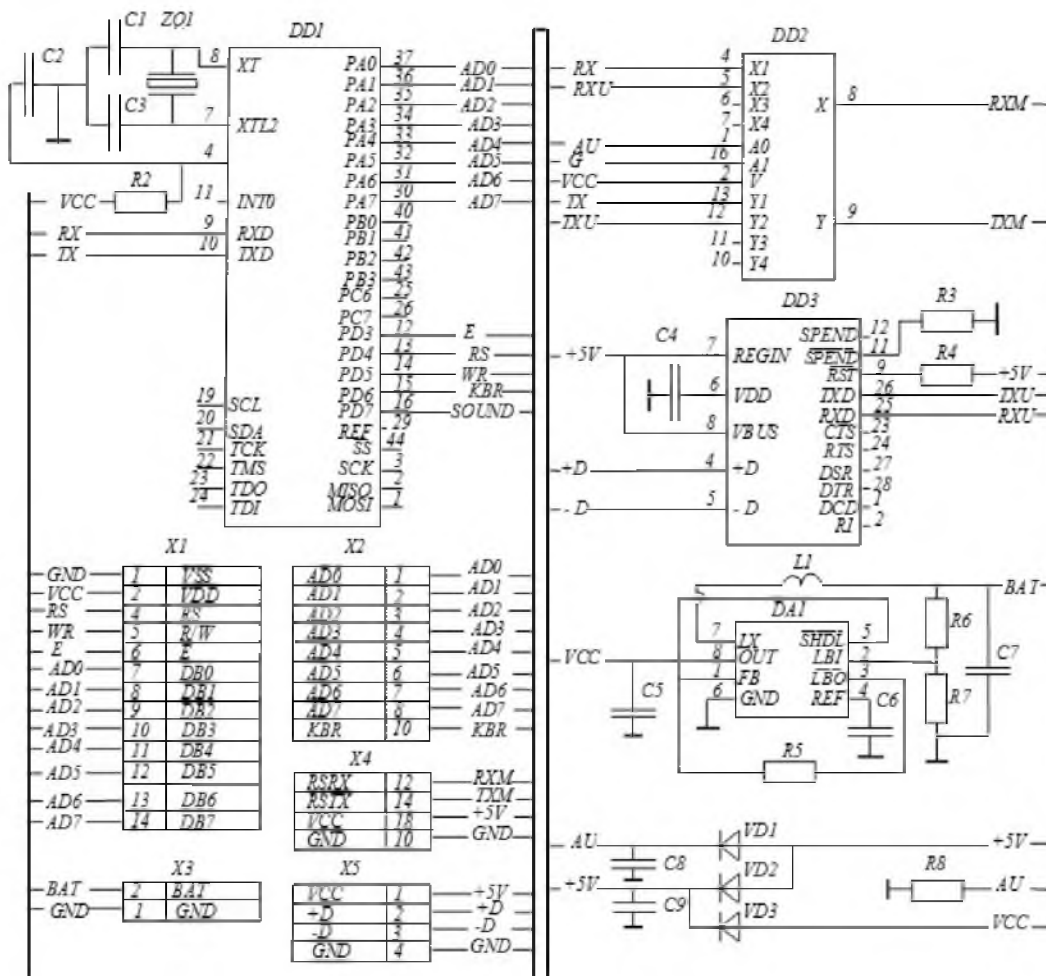 C1 ZQ1
C2
C3
DD1
8 XT PA0 37 AD0
PA1 36 AD1
PA2 35 AD2
7 XTL2 PA3 34 AD3
PA4 33 AD4
4 PA5 32 AD5
PA6 31 AD6
VCC R2 11 INT0 PA7 30 AD7
PB0 40
RX 9 RXD PB1 41
TX 10 TXD PB2 42
PB3 43
PC6 25
PC7 26
PD3 12 E
PD4 13 RS
PD5 14 WR
PD6 15 KBR
19 SCL PD7 16 SOUND
20 SDA REF 29
21 TCK SS 44
22 TMS SCK 3
23 TDO MISO 2
24 TDI MOSI 1
X1
GND 1 VSS
VCC 2 VDD
RS 4 RS
WR 5 R/W
E 6 E
AD0 7 DB0
AD1 8 DB1
AD2 9 DB2
AD3 10 DB3
AD4 11 DB4
AD5 12 DB5
AD6 13 DB6
AD7 14 DB7
X2
AD0 1 AD0
AD1 2 AD1
AD2 3 AD2
AD3 4 AD3
AD4 5 AD4
AD5 6 AD5
AD6 7 AD6
AD7 8 AD7
KBR 10 KBR
X4
RSRX 12 RXM
RSTX 14 TXM
VCC 18 +5V
GND 10 GND
X3
BAT 2 BAT
GND 1 GND
X5
VCC 1 +5V
+D 2 +D
-D 3 -D
GND 4 GND
DD2
RX 4 X1 X 8 RXM
RXU 5 X2
6 X3
7 X4
AU 1 A0
G 16 A1
VCC 2 V
TX 13 Y1
TXU 12 Y2 Y 9 TXM
11 Y3
10 Y4
DD3
C4
SPEND 12 R3
+5V 7 REGIN SPEND 11
RST 9 R4 +5V
6 VDD TXD 26 TXU
RXD 25 RXU
8 VBUS CTS 23
RTS 24
+D 4 +D DSR 27
DTR 28
- D 5 - D DCD 1
RI 2
L1
BAT
DA1
R6
7 LX SHDL 5
VCC 8 OUT LBI 2 C7
1 FB LBO 3
C5 6 GND REF 4 C6 R7
R5
AU C8 VD1 +5V
+5V VD2 R8 AU
C9 VD3 VCC